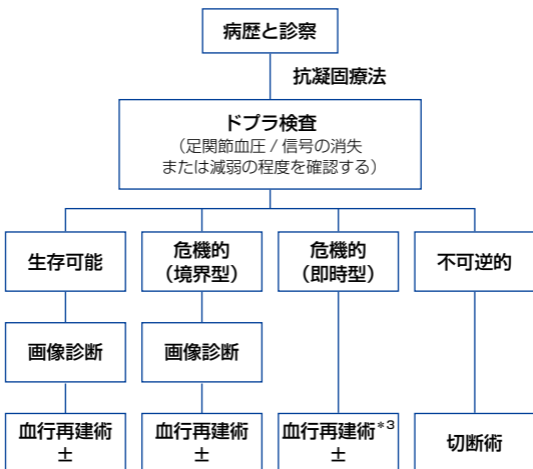 病歴と診察
抗凝固療法
ドプラ検査
（足関節血圧 / 信号の消失
または減弱の程度を確認する）
生存可能
危機的
（境界型）
危機的
（即時型）
不可逆的
画像診断
画像診断
血行再建術
±
血行再建術
±
血行再建術*3
±
切断術